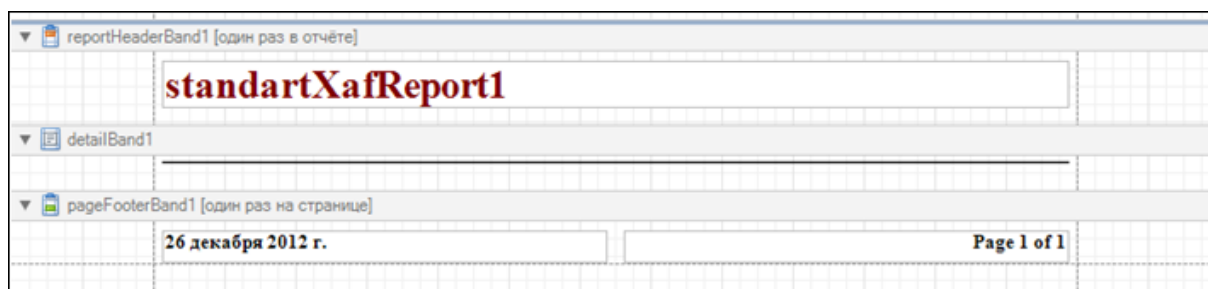 reportHeaderBand1 [один раз в отчёте]
standartXafReport1
detailBand1
pageFooterBand1 [один раз на странице]
26 декабря 2012 г.
Page 1 of 1